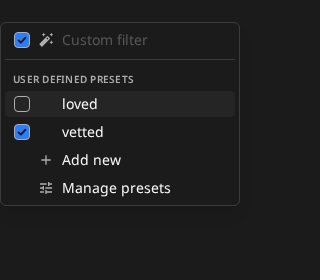 Custom filter
USER DEFINED PRESETS
loved
vetted
Add new
Manage presets